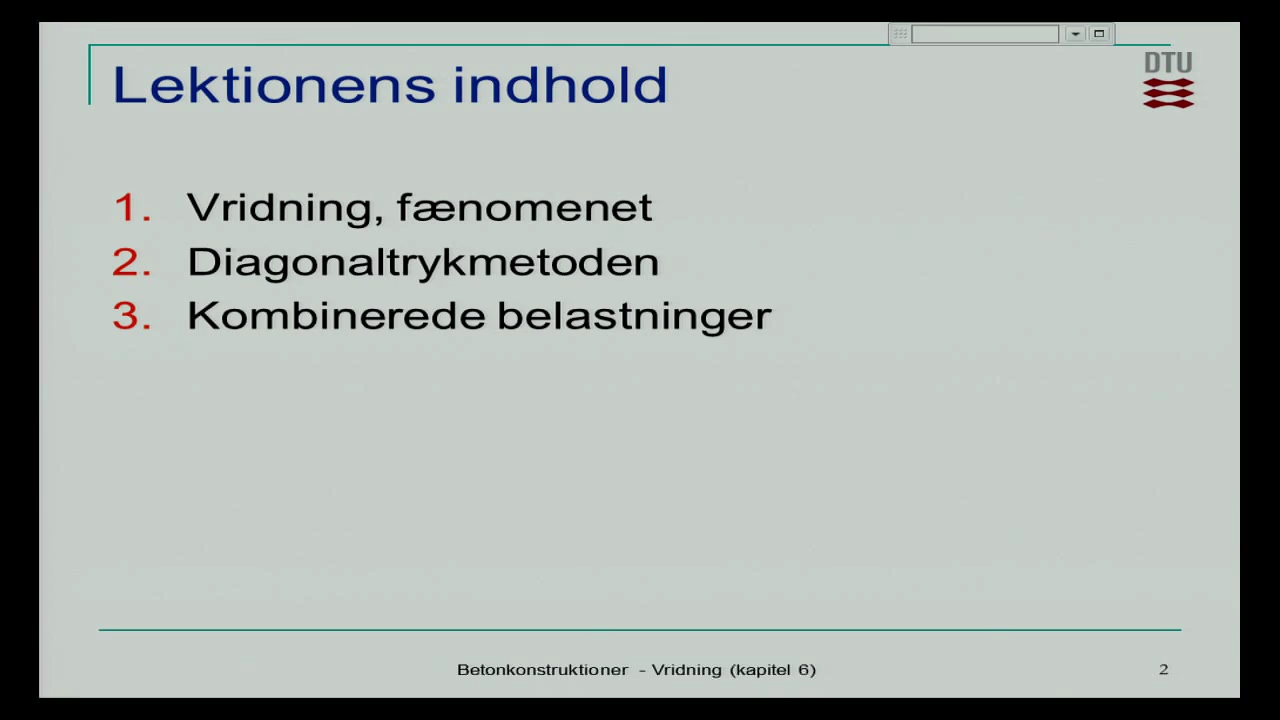 Lektionens indhold
DTU
1. Vridning, fænomenet
2. Diagonaltrykmetoden
3. Kombinerede belastninger
Betonkonstruktioner - Vridning (kapitel 6)
2